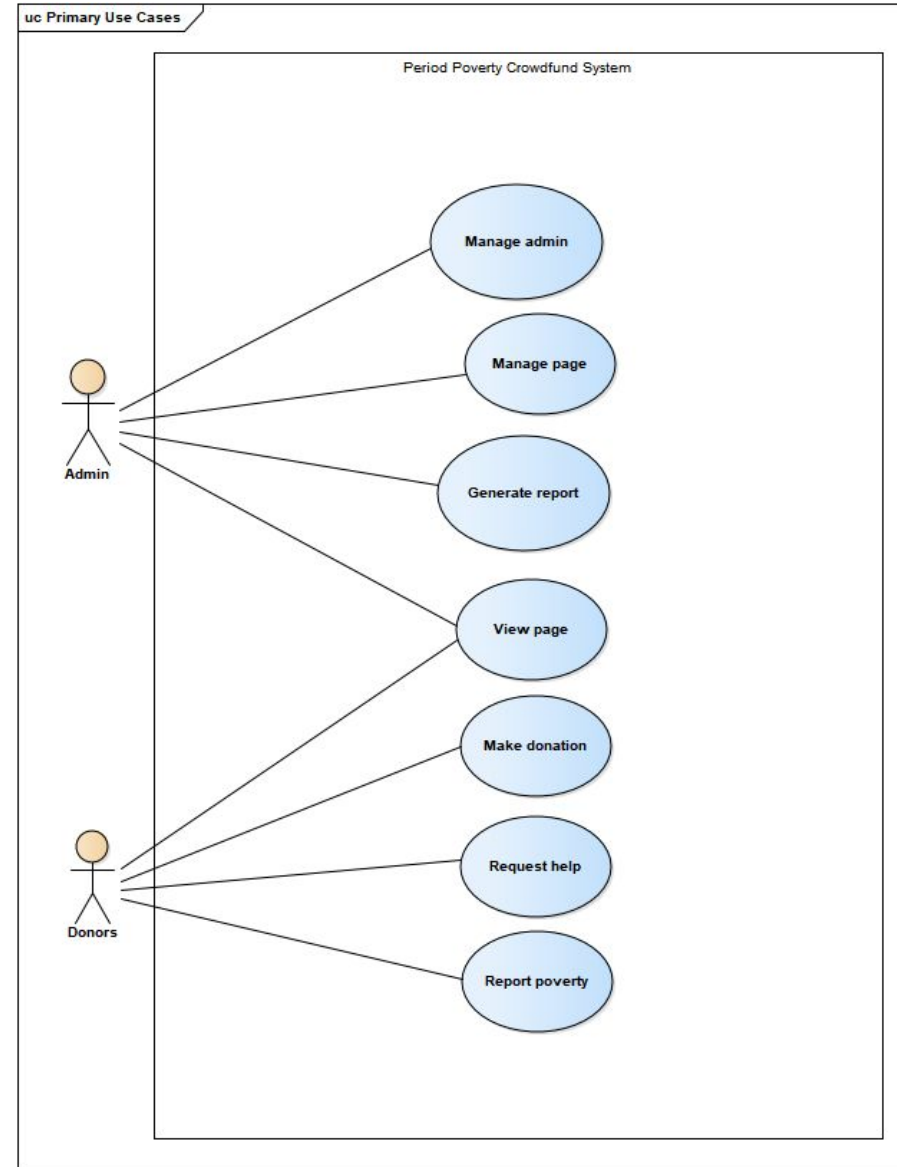 uc Primary Use Cases
Period Poverty Crowdfund System
Manage admin
Manage page
Admin
Generate report
View page
Make donation
Request help
Donors
Report poverty